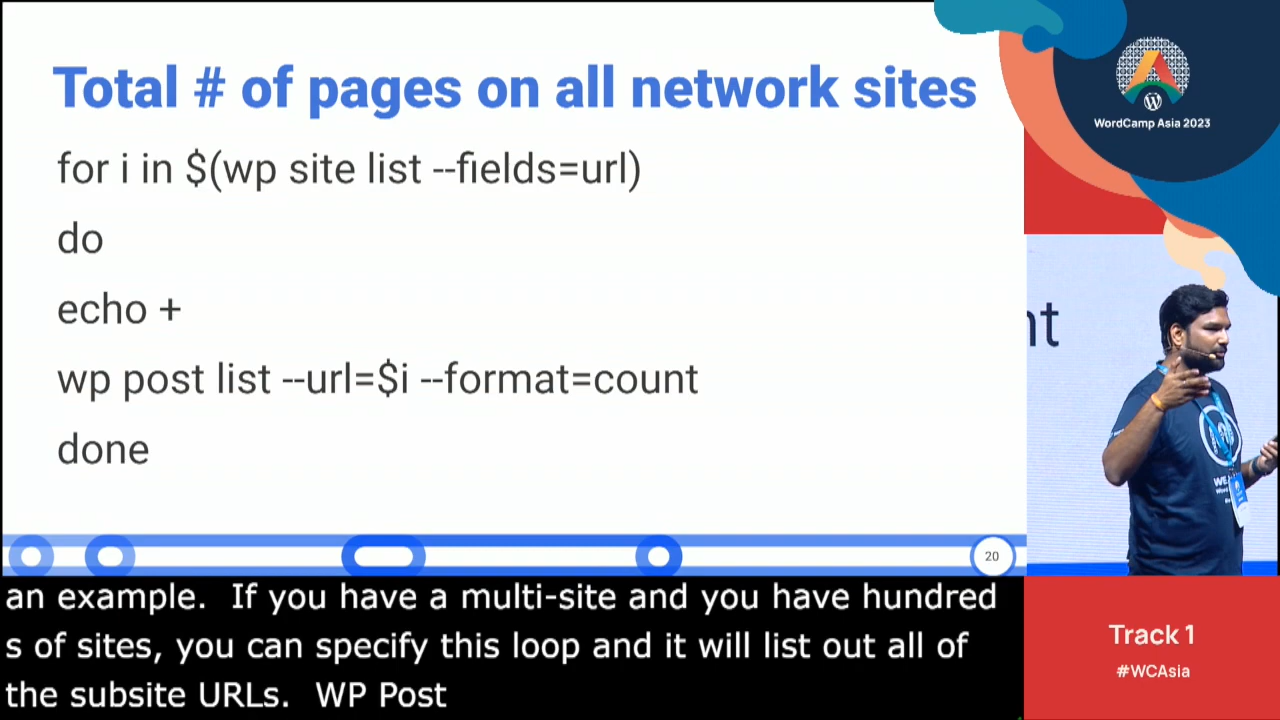 Total # of pages on all network sites
for i in $(wp site list --fields=url)
do
echo +
wp post list --url=$i --format=count
done
20
an example.  If you have a multi-site and you have hundred
s of sites, you can specify this loop and it will list out all of
the subsite URLs.  WP Post
WordCamp Asia 2023
nt
Track 1
#WCAsia